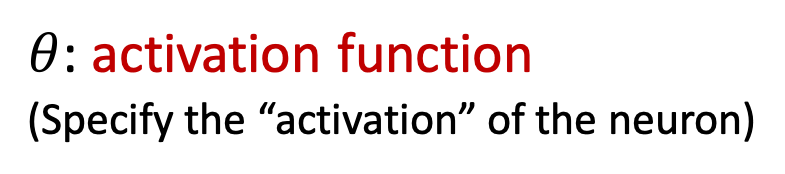 θ: activation function
(Specify the “activation” of the neuron)